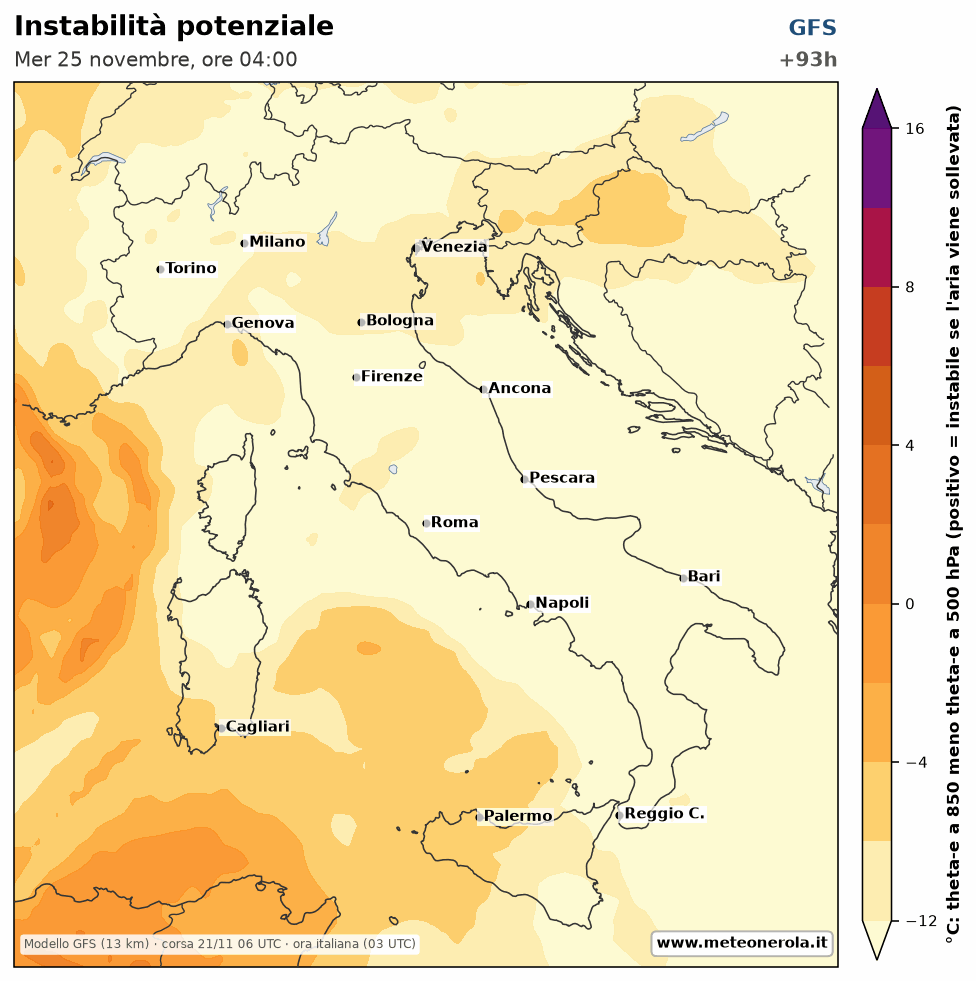 Instabilità potenziale
GFS
Mer 25 novembre, ore 04:00
+93h
Milano
Venezia
Torino
Genova
Bologna
Firenze
Ancona
Pescara
Roma
Bari
Napoli
Cagliari
Palermo
Reggio C.
16
8
4
0
−4
−12
°C: theta-e a 850 meno theta-e a 500 hPa (positivo = instabile se l'aria viene sollevata)
Modello GFS (13 km) · corsa 21/11 06 UTC · ora italiana (03 UTC)
www.meteonerola.it